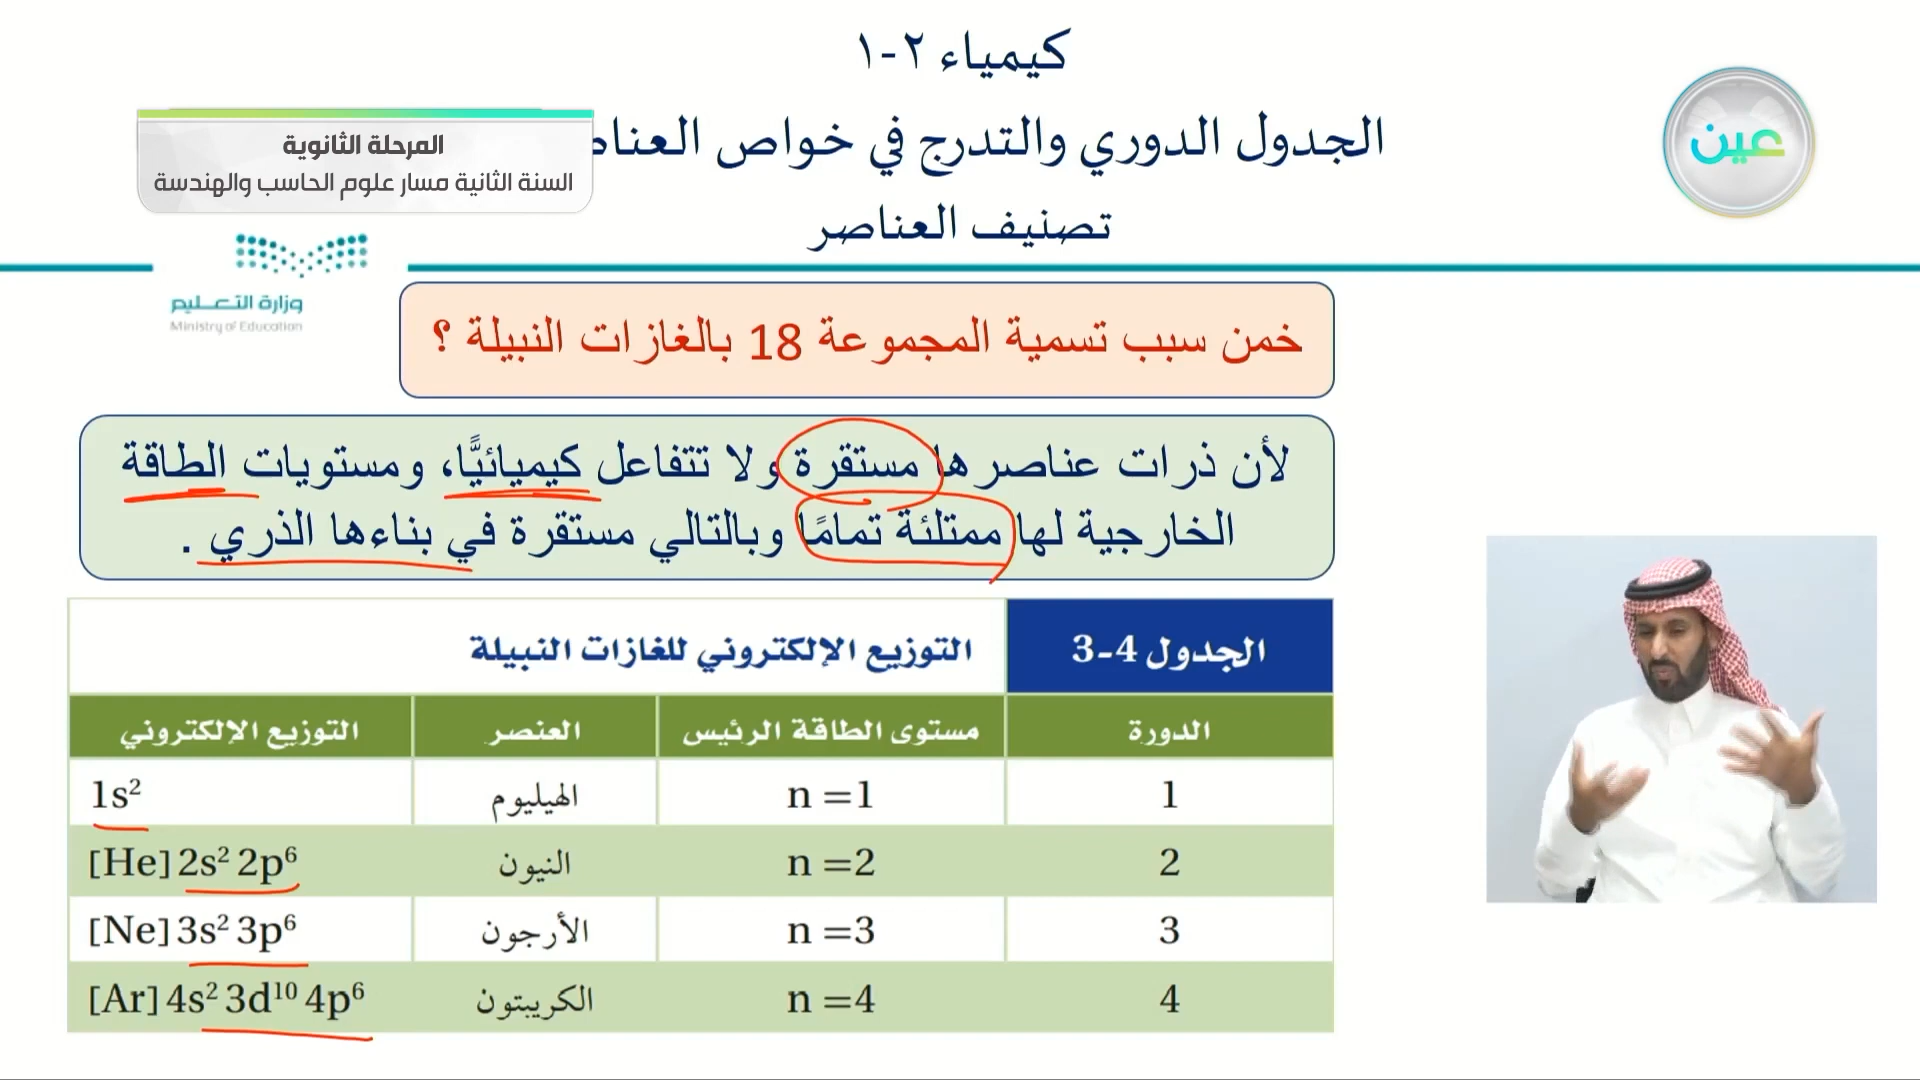 كيمياء ٢-١
الجدول الدوري والتدرج في خواص العناص
تصنيف العناصر
المرحلة الثانوية
السنة الثانية مسار علوم الحاسب والهندسة
عين
وزارة التعليم
Ministry of Education
خمن سبب تسمية المجموعة 18 بالغازات النبيلة ؟
لأن ذرات عناصرها مستقرة ولا تتفاعل كيميائيًّا، ومستويات الطاقة
الخارجية لها ممتلئة تمامًا وبالتالي مستقرة في بناءها الذري .
الجدول 4-3 التوزيع الإلكتروني للغازات النبيلة
الدورة مستوى الطاقة الرئيس العنصر التوزيع الإلكتروني
1 n =1 الهيليوم 1s²
2 n =2 النيون [He] 2s² 2p⁶
3 n =3 الأرجون [Ne] 3s² 3p⁶
4 n =4 الكريبتون [Ar] 4s² 3d¹⁰ 4p⁶